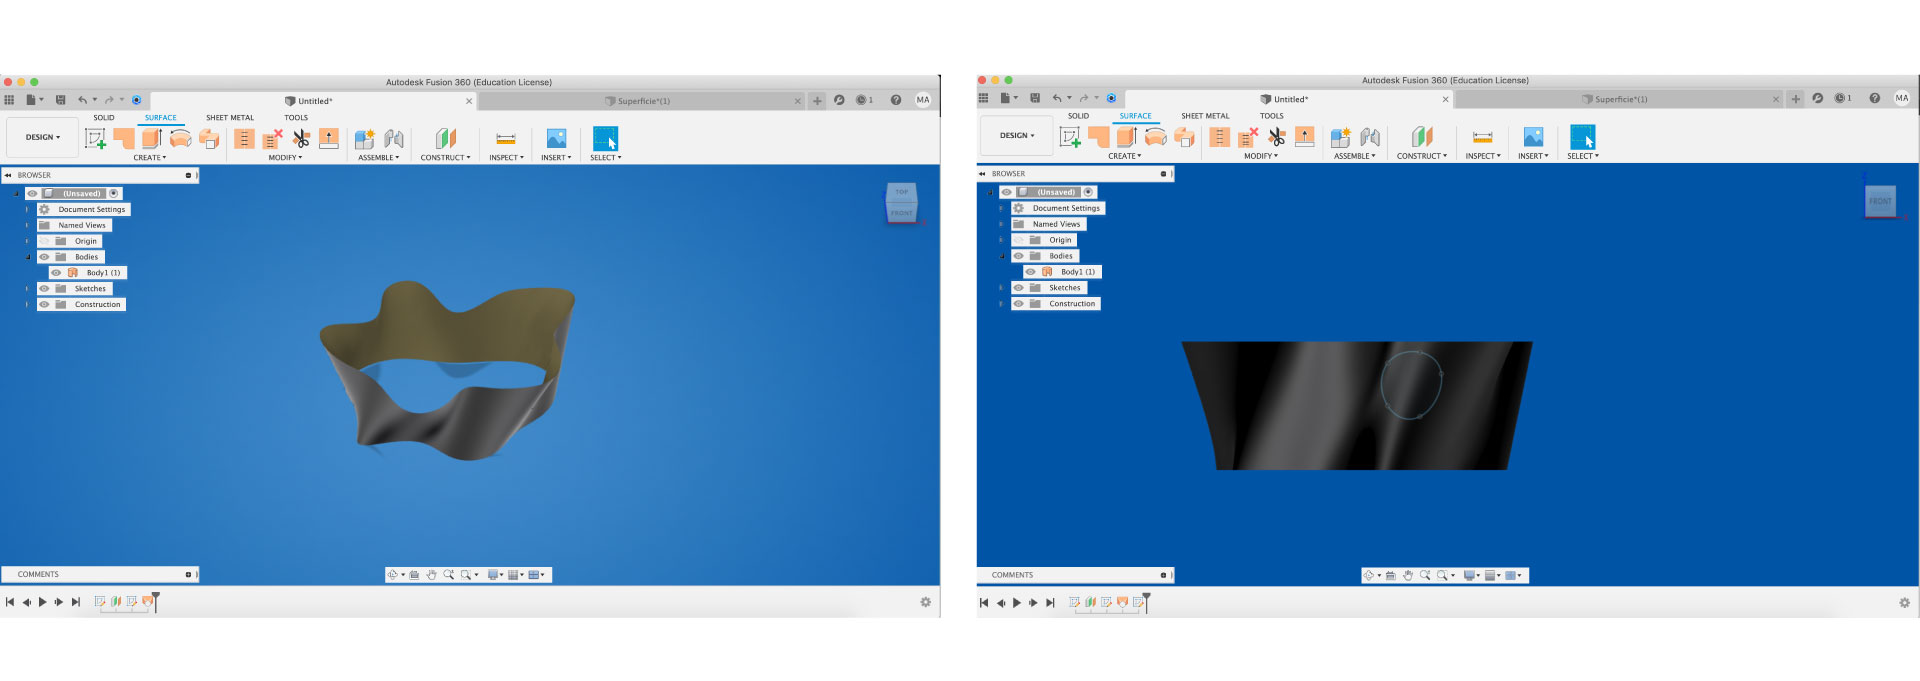 Autodesk Fusion 360 (Education License)
Untitled*
Superficie*(1)
1
MA
SOLID
SURFACE
SHEET METAL
TOOLS
DESIGN
CREATE
MODIFY
ASSEMBLE
CONSTRUCT
INSPECT
INSERT
SELECT
BROWSER
(Unsaved)
Document Settings
Named Views
Origin
Bodies
Body1 (1)
Sketches
Construction
TOP
FRONT
COMMENTS
Autodesk Fusion 360 (Education License)
Untitled*
Superficie*(1)
1
MA
SOLID
SURFACE
SHEET METAL
TOOLS
DESIGN
CREATE
MODIFY
ASSEMBLE
CONSTRUCT
INSPECT
INSERT
SELECT
BROWSER
(Unsaved)
Document Settings
Named Views
Origin
Bodies
Body1 (1)
Sketches
Construction
FRONT
COMMENTS